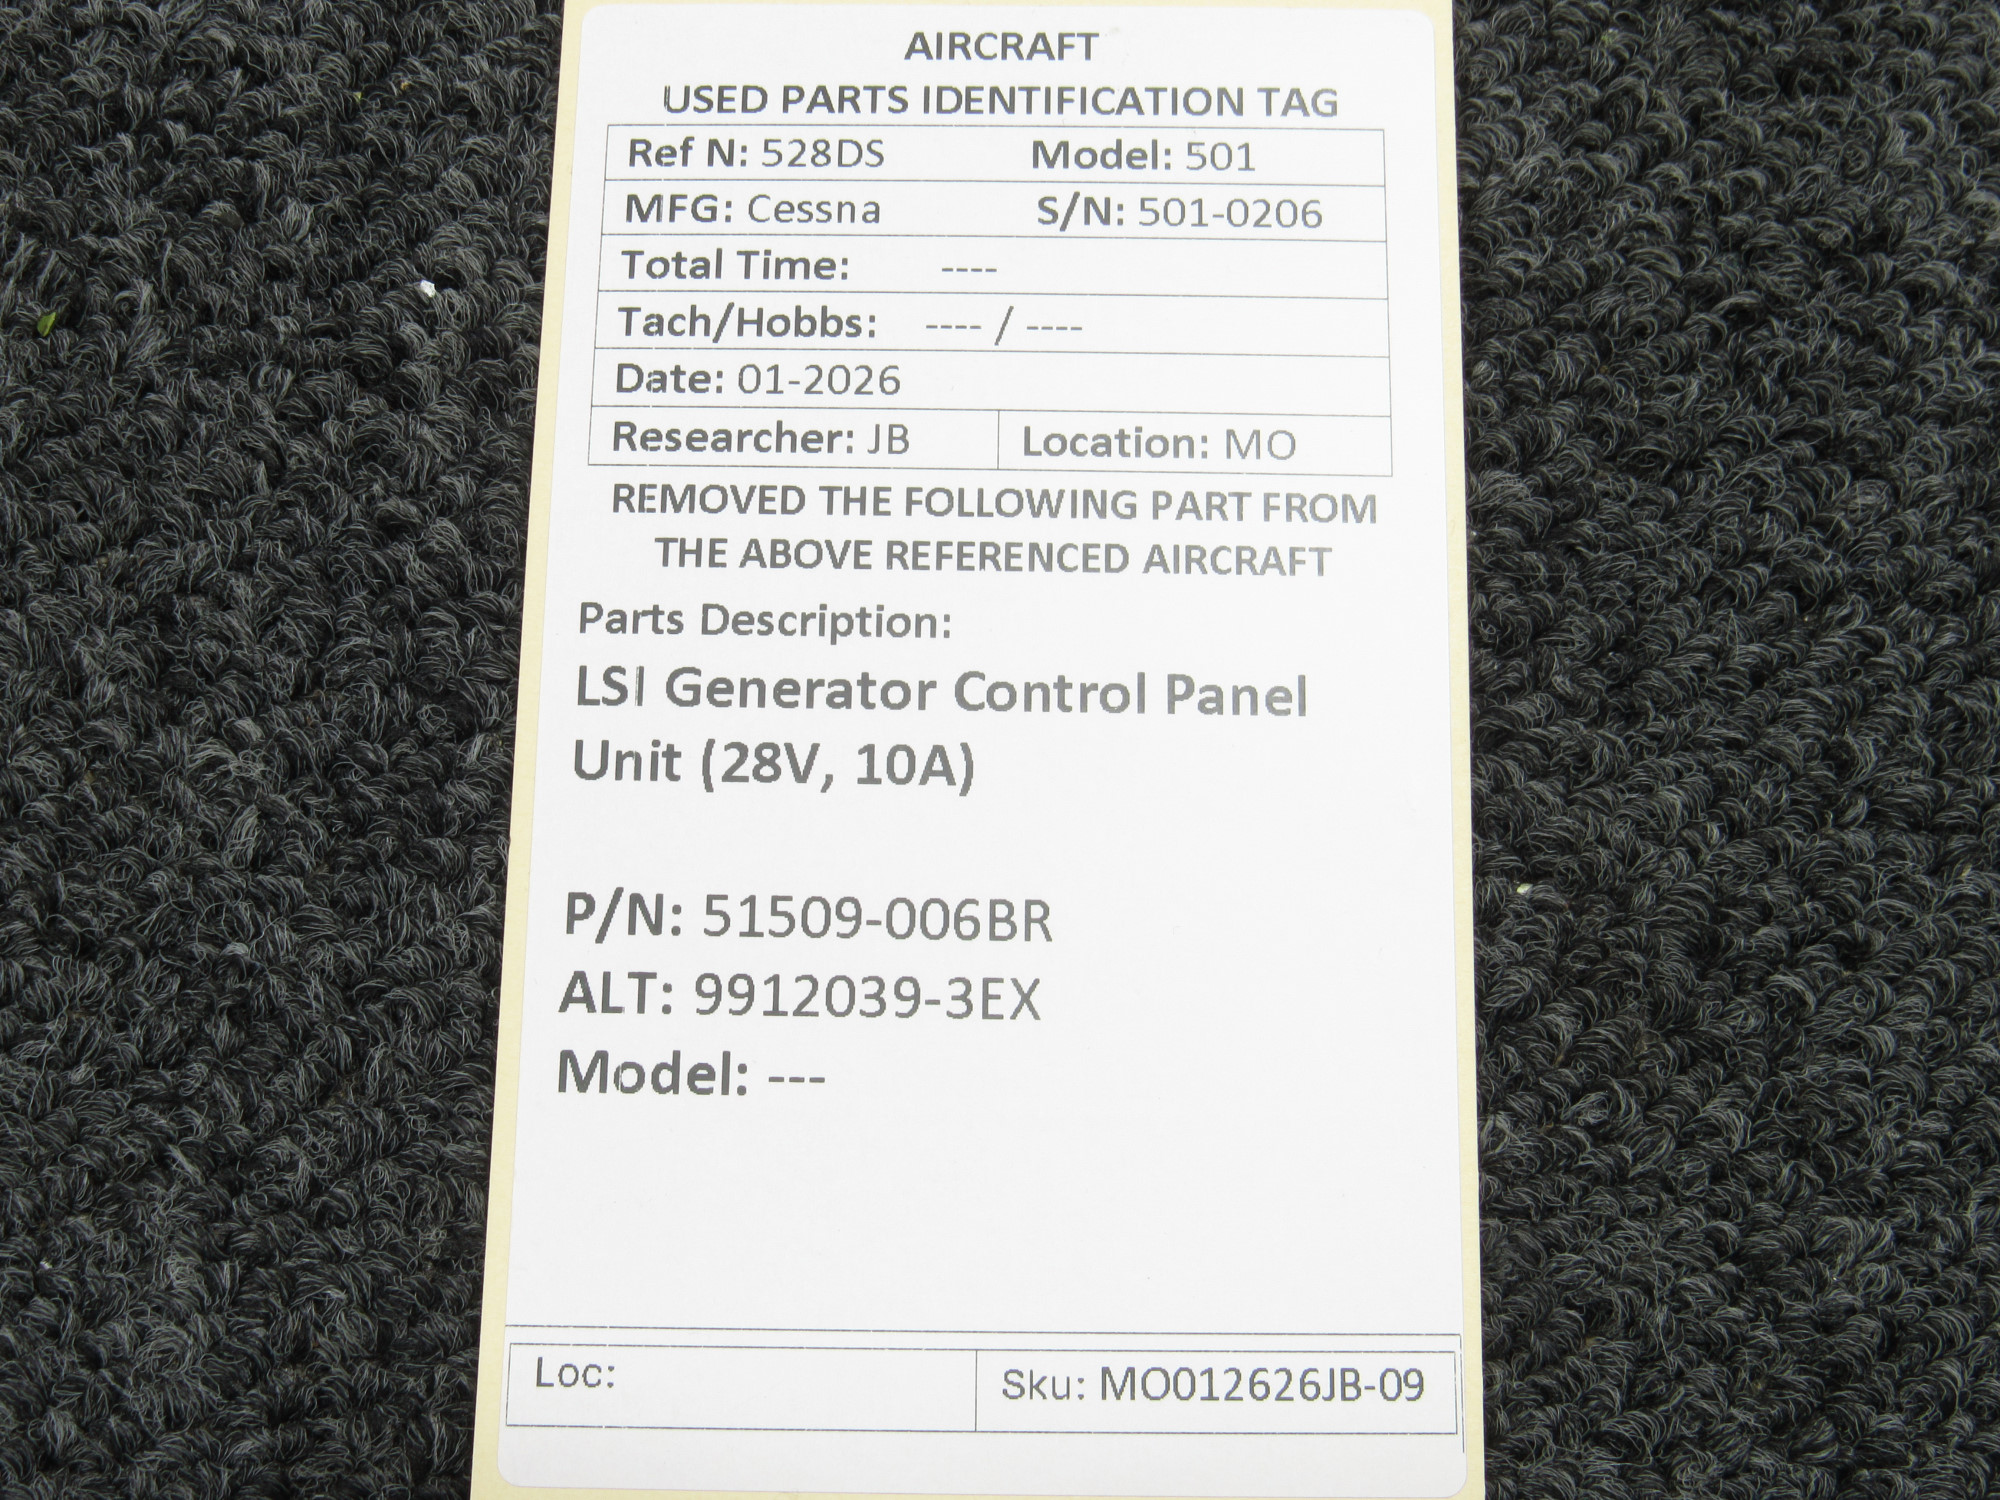 AIRCRAFT
USED PARTS IDENTIFICATION TAG
Ref N: 528DS Model: 501
MFG: Cessna S/N: 501-0206
Total Time: ----
Tach/Hobbs: ---- / ----
Date: 01-2026
Researcher: JB Location: MO
REMOVED THE FOLLOWING PART FROM
THE ABOVE REFERENCED AIRCRAFT
Parts Description:
LSI Generator Control Panel
Unit (28V, 10A)
P/N: 51509-006BR
ALT: 9912039-3EX
Model: ---
Loc: Sku: MO012626JB-09